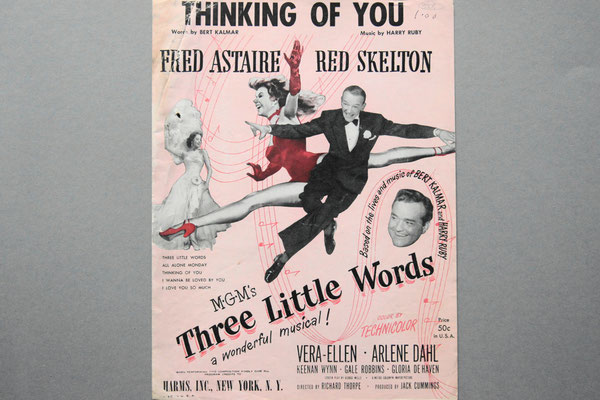 THINKING OF YOU
Words by BERT KALMAR
Music by HARRY RUBY
FRED ASTAIRE RED SKELTON
Based on the lives and music of BERT KALMAR and HARRY RUBY
THREE LITTLE WORDS
ALL ALONE MONDAY
THINKING OF YOU
I WANNA BE LOVED BY YOU
I LOVE YOU SO MUCH
M-G-M's
Three Little Words
a wonderful musical!
COLOR BY
TECHNICOLOR
Price
50c
in U.S.A.
VERA-ELLEN · ARLENE DAHL
KEENAN WYNN · GALE ROBBINS · GLORIA DE HAVEN
DIRECTED BY RICHARD THORPE · PRODUCED BY JACK CUMMINGS
HARMS, INC., NEW YORK, N. Y.